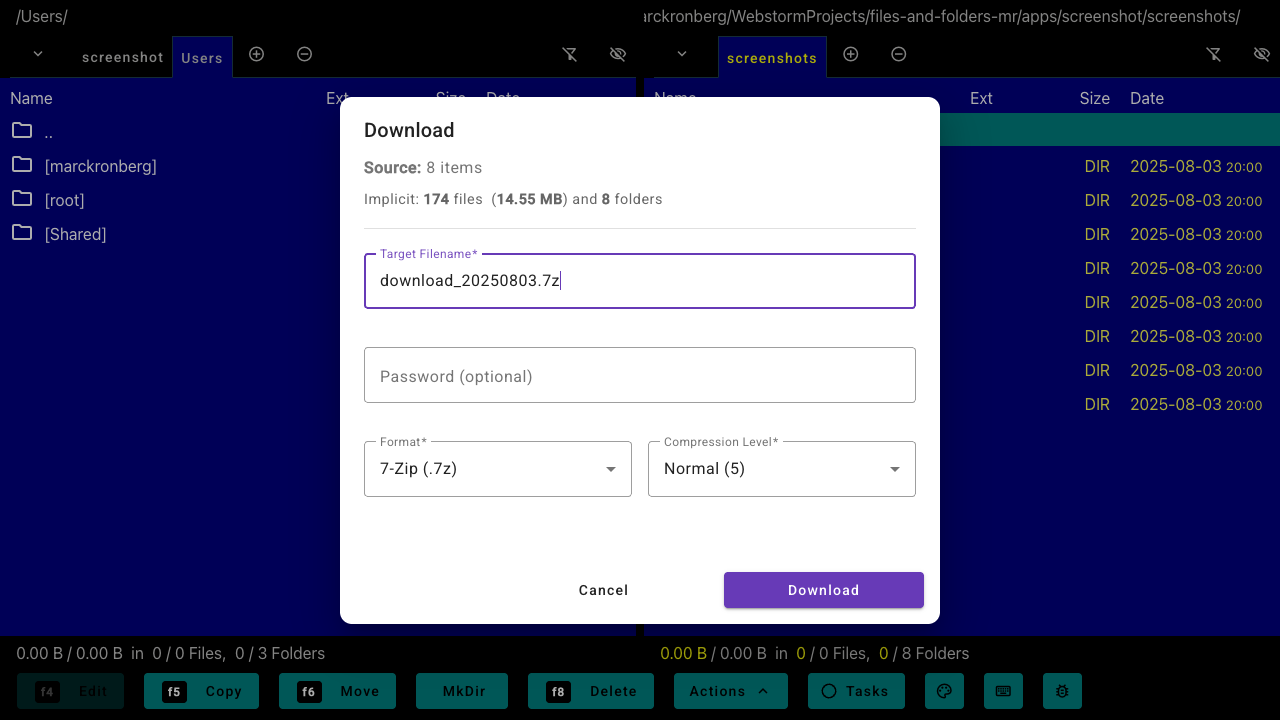 /Users/
arckronberg/WebstormProjects/files-and-folders-mr/apps/screenshot/screenshots/
screenshot Users
screenshots
Name Ext Size Date
Name Ext Size Date
..
[marckronberg]
[root]
[Shared]
DIR 2025-08-03 20:00
DIR 2025-08-03 20:00
DIR 2025-08-03 20:00
DIR 2025-08-03 20:00
DIR 2025-08-03 20:00
DIR 2025-08-03 20:00
DIR 2025-08-03 20:00
DIR 2025-08-03 20:00
Download
Source: 8 items
Implicit: 174 files (14.55 MB) and 8 folders
Target Filename*
download_20250803.7z
Password (optional)
Format*
7-Zip (.7z)
Compression Level*
Normal (5)
Cancel Download
0.00 B / 0.00 B in 0 / 0 Files, 0 / 3 Folders
0.00 B / 0.00 B in 0 / 0 Files, 0 / 8 Folders
f4 Edit f5 Copy f6 Move MkDir f8 Delete Actions Tasks